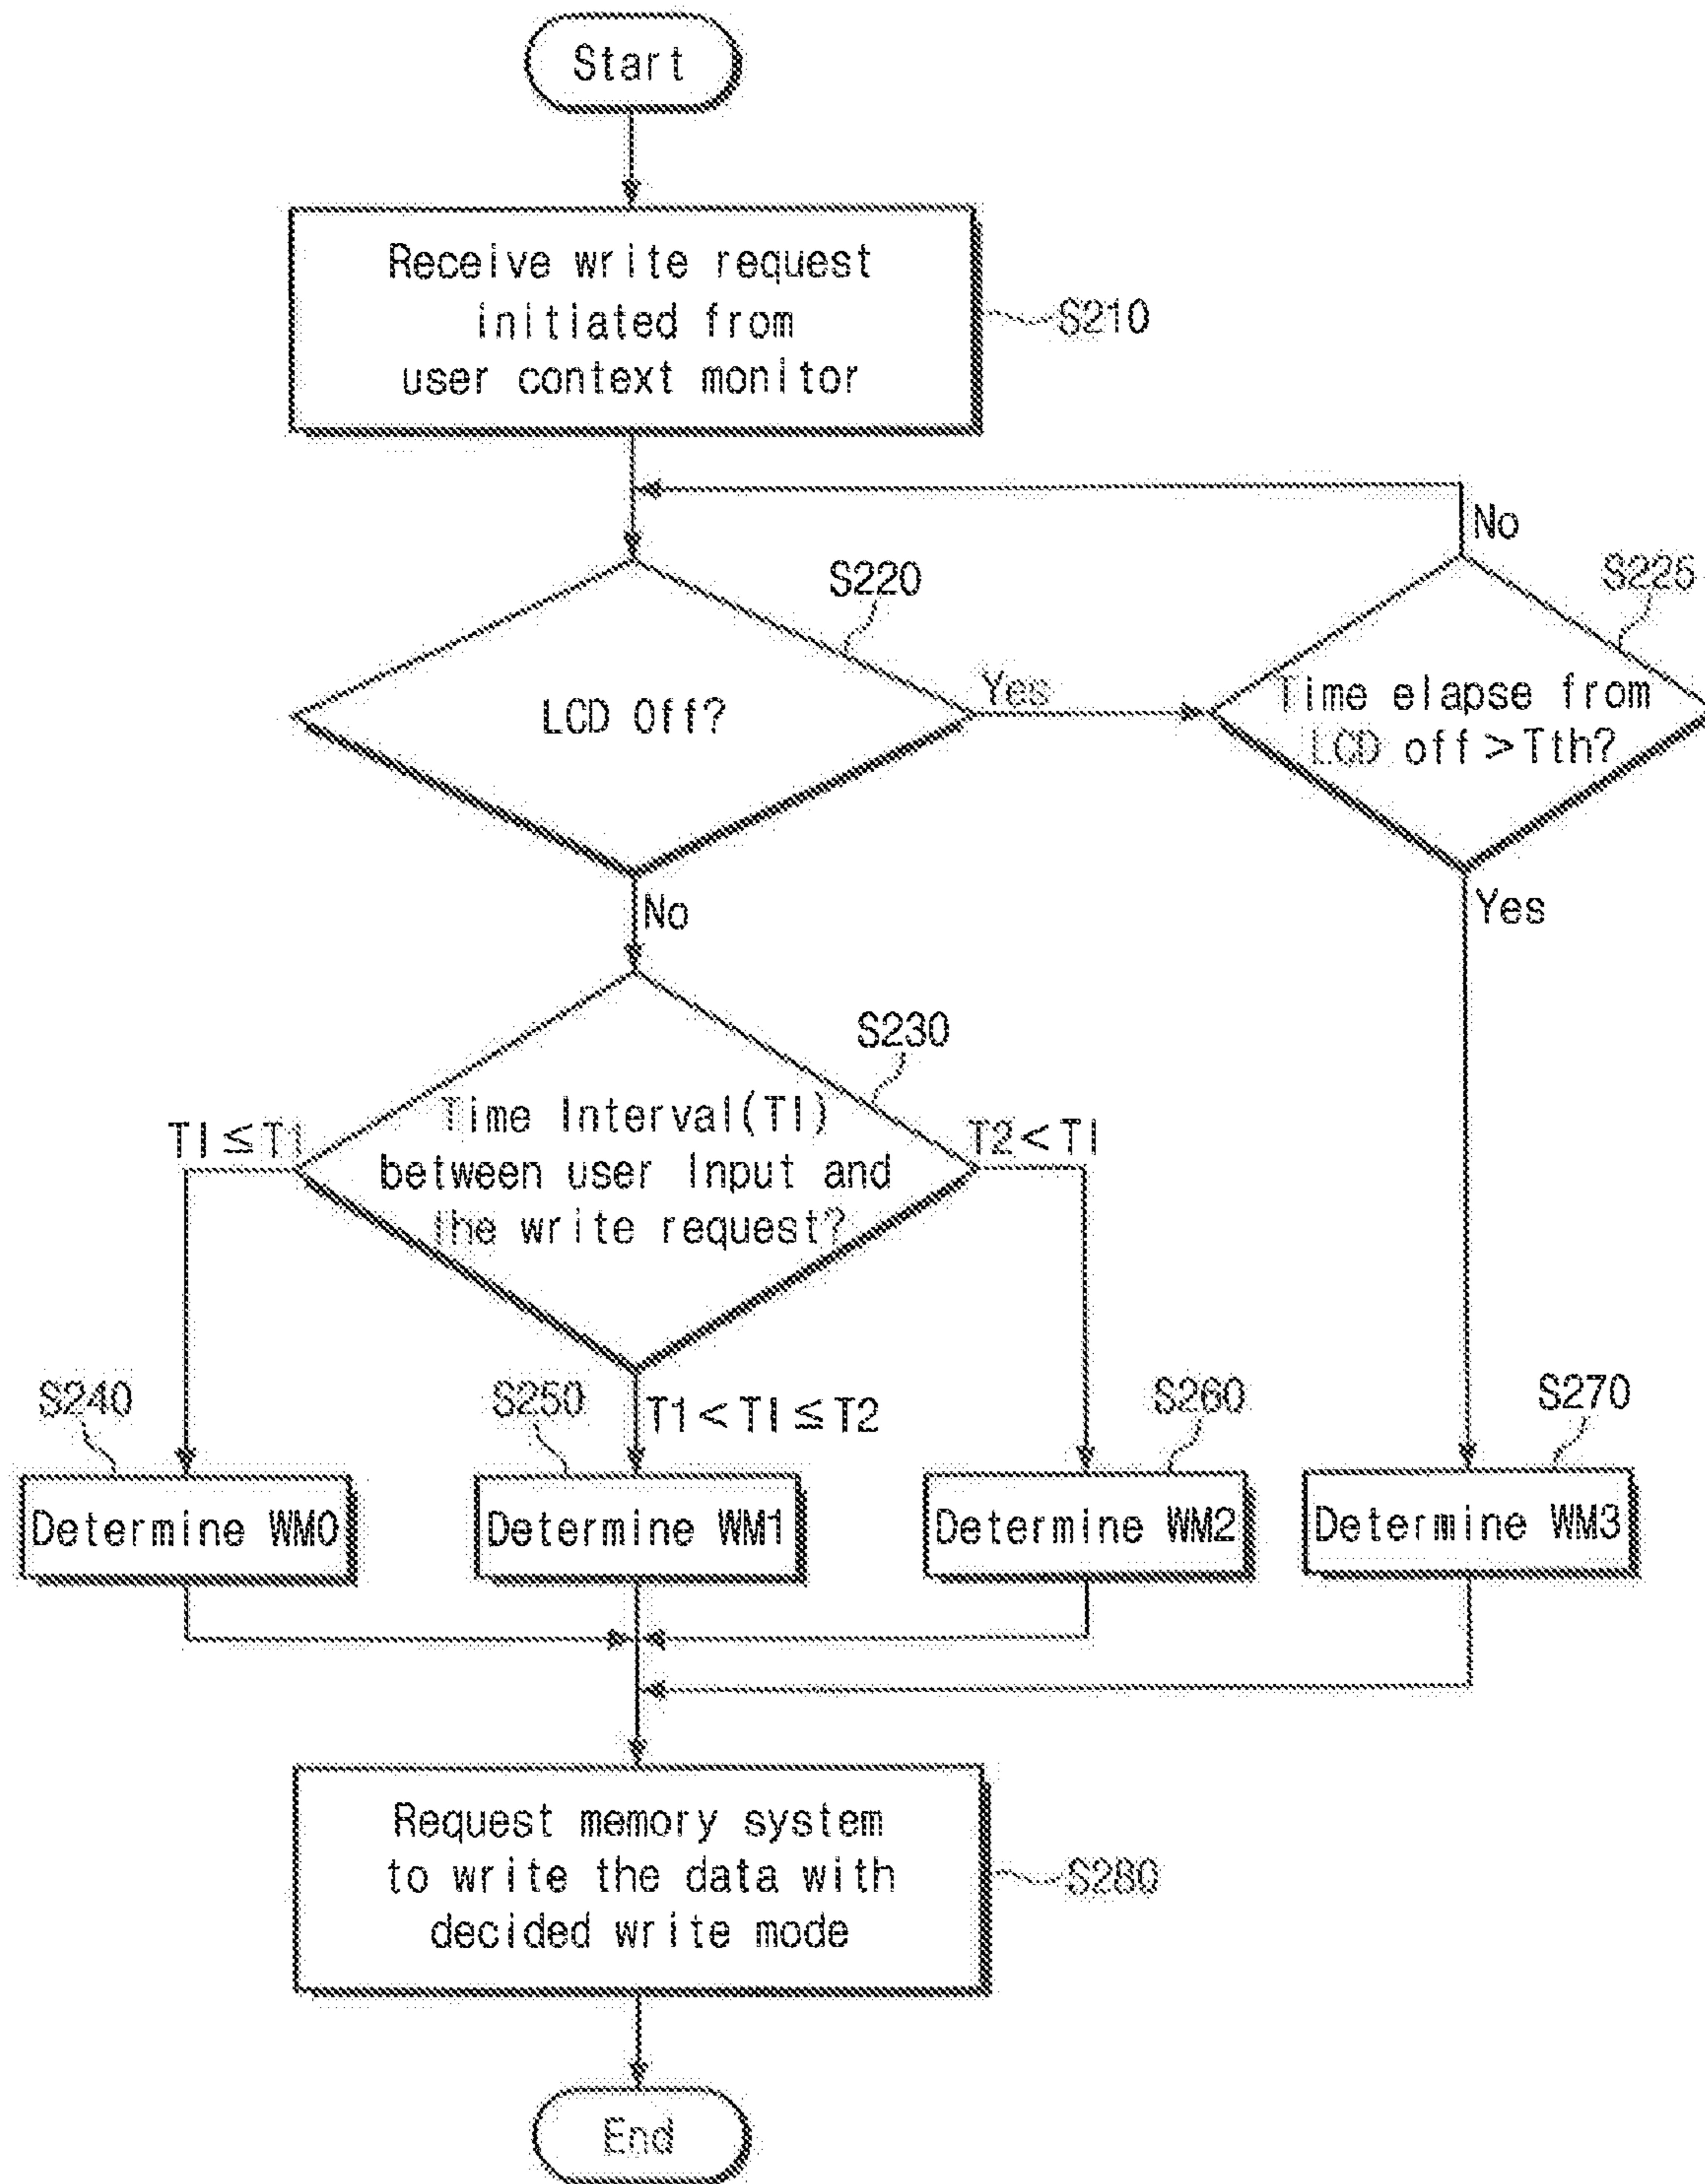 Start
Receive write request
initiated from
user context monitor
S210
No
S220
S225
LCD Off?
Yes
Time elapse from
LCD off>Tth?
No
Yes
S230
TI≤T1
Time Interval(TI)
between user Input and
the write request?
T2<TI
S240
S250
T1<TI≤T2
S260
S270
Determine WM0
Determine WM1
Determine WM2
Determine WM3
Request memory system
to write the data with
decided write mode
S280
End